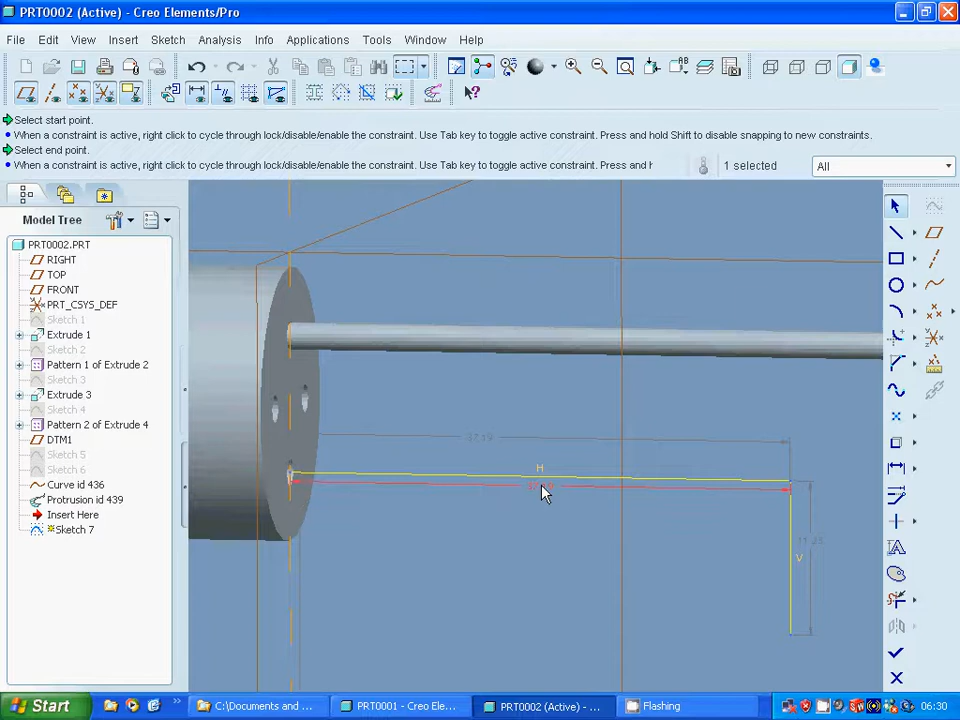 PRT0002 (Active) - Creo Elements/Pro
File Edit View Insert Sketch Analysis Info Applications Tools Window Help
Select start point.
When a constraint is active, right click to cycle through lock/disable/enable the constraint. Use Tab key to toggle active constraint. Press and hold Shift to disable snapping to new constraints.
Select end point.
When a constraint is active, right click to cycle through lock/disable/enable the constraint. Use Tab key to toggle active constraint. Press and h
1 selected
All
Model Tree
PRT0002.PRT
RIGHT
TOP
FRONT
PRT_CSYS_DEF
Sketch 1
Extrude 1
Sketch 2
Pattern 1 of Extrude 2
Sketch 3
Extrude 3
Sketch 4
Pattern 2 of Extrude 4
DTM1
Sketch 5
Sketch 6
Curve id 436
Protrusion id 439
Insert Here
Sketch 7
H
V
Start
C:\Documents and ...
PRT0001 - Creo Ele...
PRT0002 (Active) - ...
Flashing
06:30